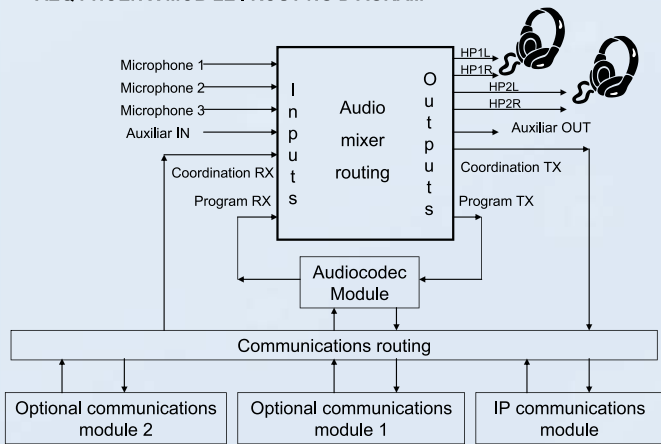 HP1L
HP1R
HP2L
HP2R
Microphone 1
Microphone 2
Microphone 3
Auxiliar IN
Coordination RX
Program RX
Inputs
Audio
mixer
routing
Outputs
Auxiliar OUT
Coordination TX
Program TX
Audiocodec
Module
Communications routing
Optional communications
module 2
Optional communications
module 1
IP communications
module